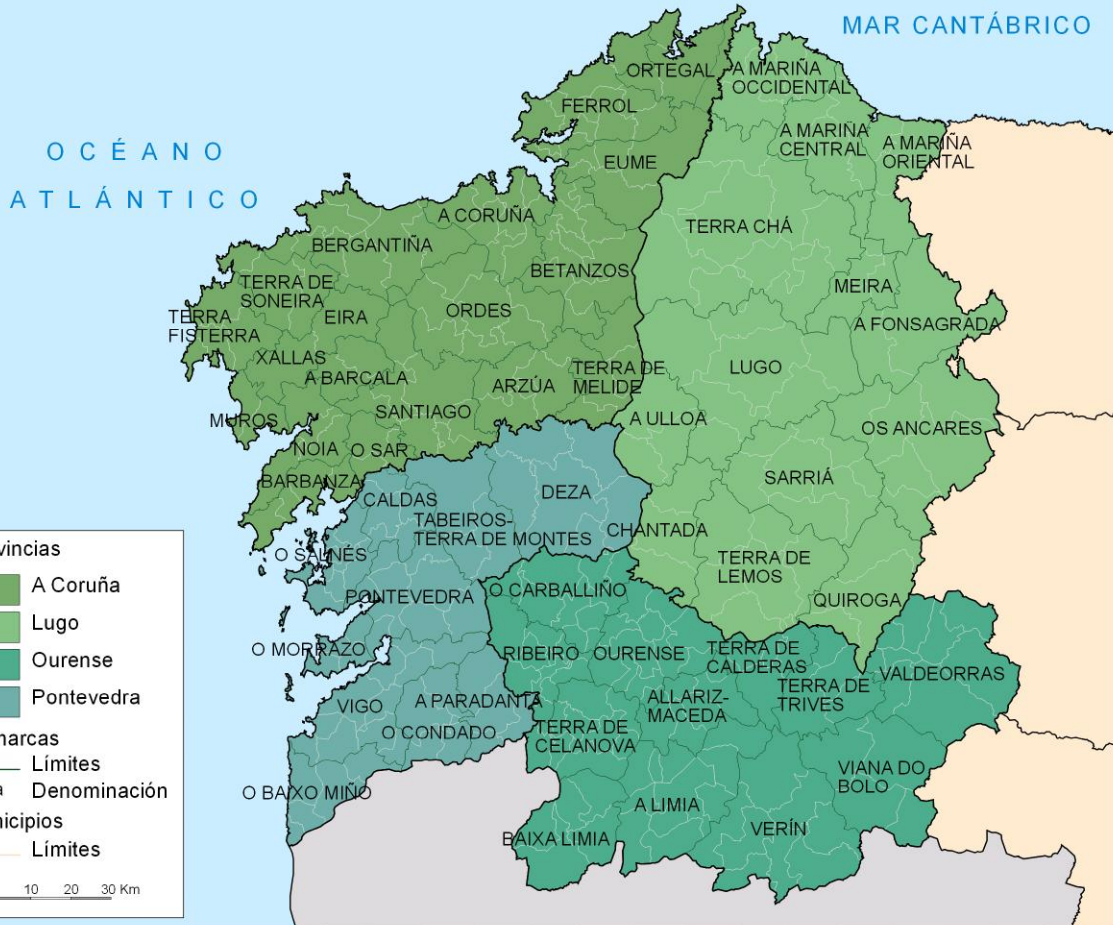 MAR CANTÁBRICO
OCÉANO
ATLÁNTICO
ORTEGAL
A MARIÑA
OCCIDENTAL
FERROL
A MARIÑA
CENTRAL
A MARIÑA
ORIENTAL
EUME
A CORUÑA
TERRA CHÁ
BERGANTIÑA
BETANZOS
TERRA DE
SONEIRA
MEIRA
EIRA
ORDES
TERRA
FISTERRA
A FONSAGRADA
XALLAS
A BARCALA
ARZÚA
TERRA DE
MELIDE
LUGO
MUROS
SANTIAGO
A ULLOA
OS ANCARES
NOIA
O SAR
BARBANZA
SARRIÁ
CALDAS
DEZA
TABEIROS-
TERRA DE MONTES
CHANTADA
O SALNÉS
TERRA DE
LEMOS
PONTEVEDRA
O CARBALLIÑO
QUIROGA
O MORRAZO
RIBEIRO
OURENSE
TERRA DE
CALDERAS
TERRA DE
TRIVES
VALDEORRAS
VIGO
A PARADANTA
ALLARIZ-
MACEDA
O CONDADO
TERRA DE
CELANOVA
VIANA DO
BOLO
O BAIXO MIÑO
A LIMIA
VERÍN
BAIXA LIMIA
vincias
A Coruña
Lugo
Ourense
Pontevedra
marcas
Límites
a Denominación
nicipios
Límites
10 20 30 Km